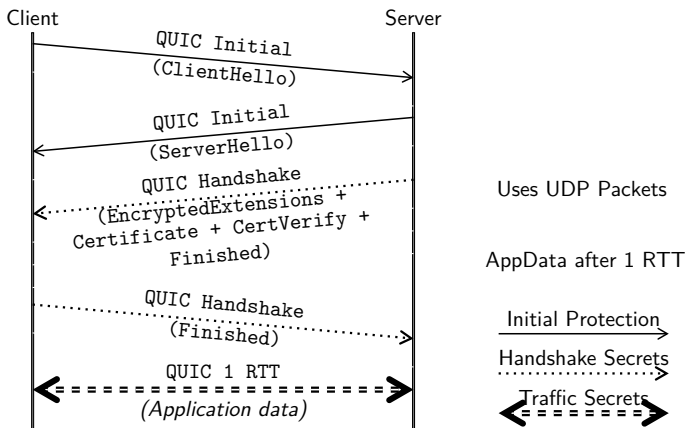 Client
Server
QUIC Initial
(ClientHello)
QUIC Initial
(ServerHello)
QUIC Handshake
(EncryptedExtensions +
Certificate + CertVerify +
Finished)
QUIC Handshake
(Finished)
QUIC 1 RTT
(Application data)
Uses UDP Packets
AppData after 1 RTT
Initial Protection
Handshake Secrets
Traffic Secrets